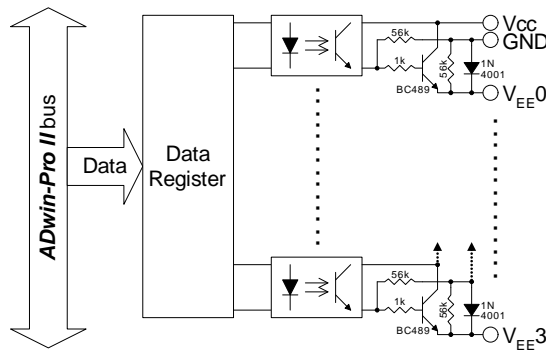 ADwin-Pro II bus
Data
Data
Register
56k
1k
BC489
56k
1N
4001
Vcc
GND
VEE0
56k
1k
BC489
56k
1N
4001
VEE3